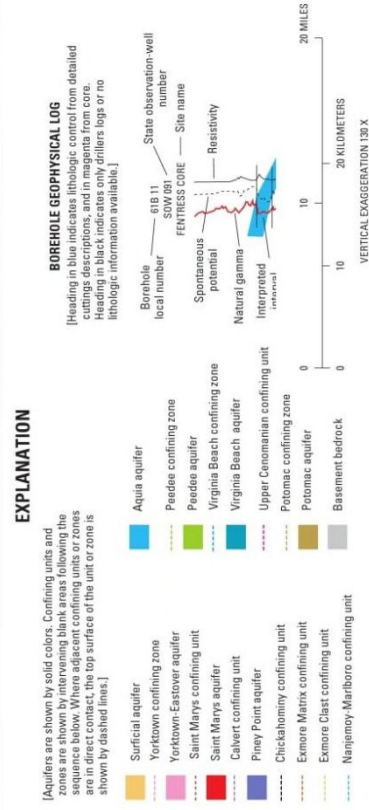 EXPLANATION
[Aquifers are shown by solid colors. Confining units and
zones are shown by intervening blank areas following the
sequence below. Where adjacent confining units or zones
are in direct contact, the top surface of the unit or zone is
shown by dashed lines.]
Surficial aquifer
Yorktown confining zone
Yorktown-Eastover aquifer
Saint Marys confining unit
Saint Marys aquifer
Calvert confining unit
Piney Point aquifer
Chickahominy confining unit
Exmore Matrix confining unit
Exmore Clast confining unit
Nanjemoy-Marlboro confining unit
Aquia aquifer
Peedee confining zone
Peedee aquifer
Virginia Beach confining zone
Virginia Beach aquifer
Upper Cenomanian confining unit
Potomac confining zone
Potomac aquifer
Basement bedrock
BOREHOLE GEOPHYSICAL LOG
[Heading in blue indicates lithologic control from detailed
cuttings descriptions, and in magenta from core.
Heading in black indicates only drillers logs or no
lithologic information available.]
Borehole
local number
61B 11
SOW 091
FENTRESS CORE
State observation-well
number
Site name
Spontaneous
potential
Natural gamma
Interpreted
interval
Resistivity
0 10 20 MILES
0 10 20 KILOMETERS
VERTICAL EXAGGERATION 130 X